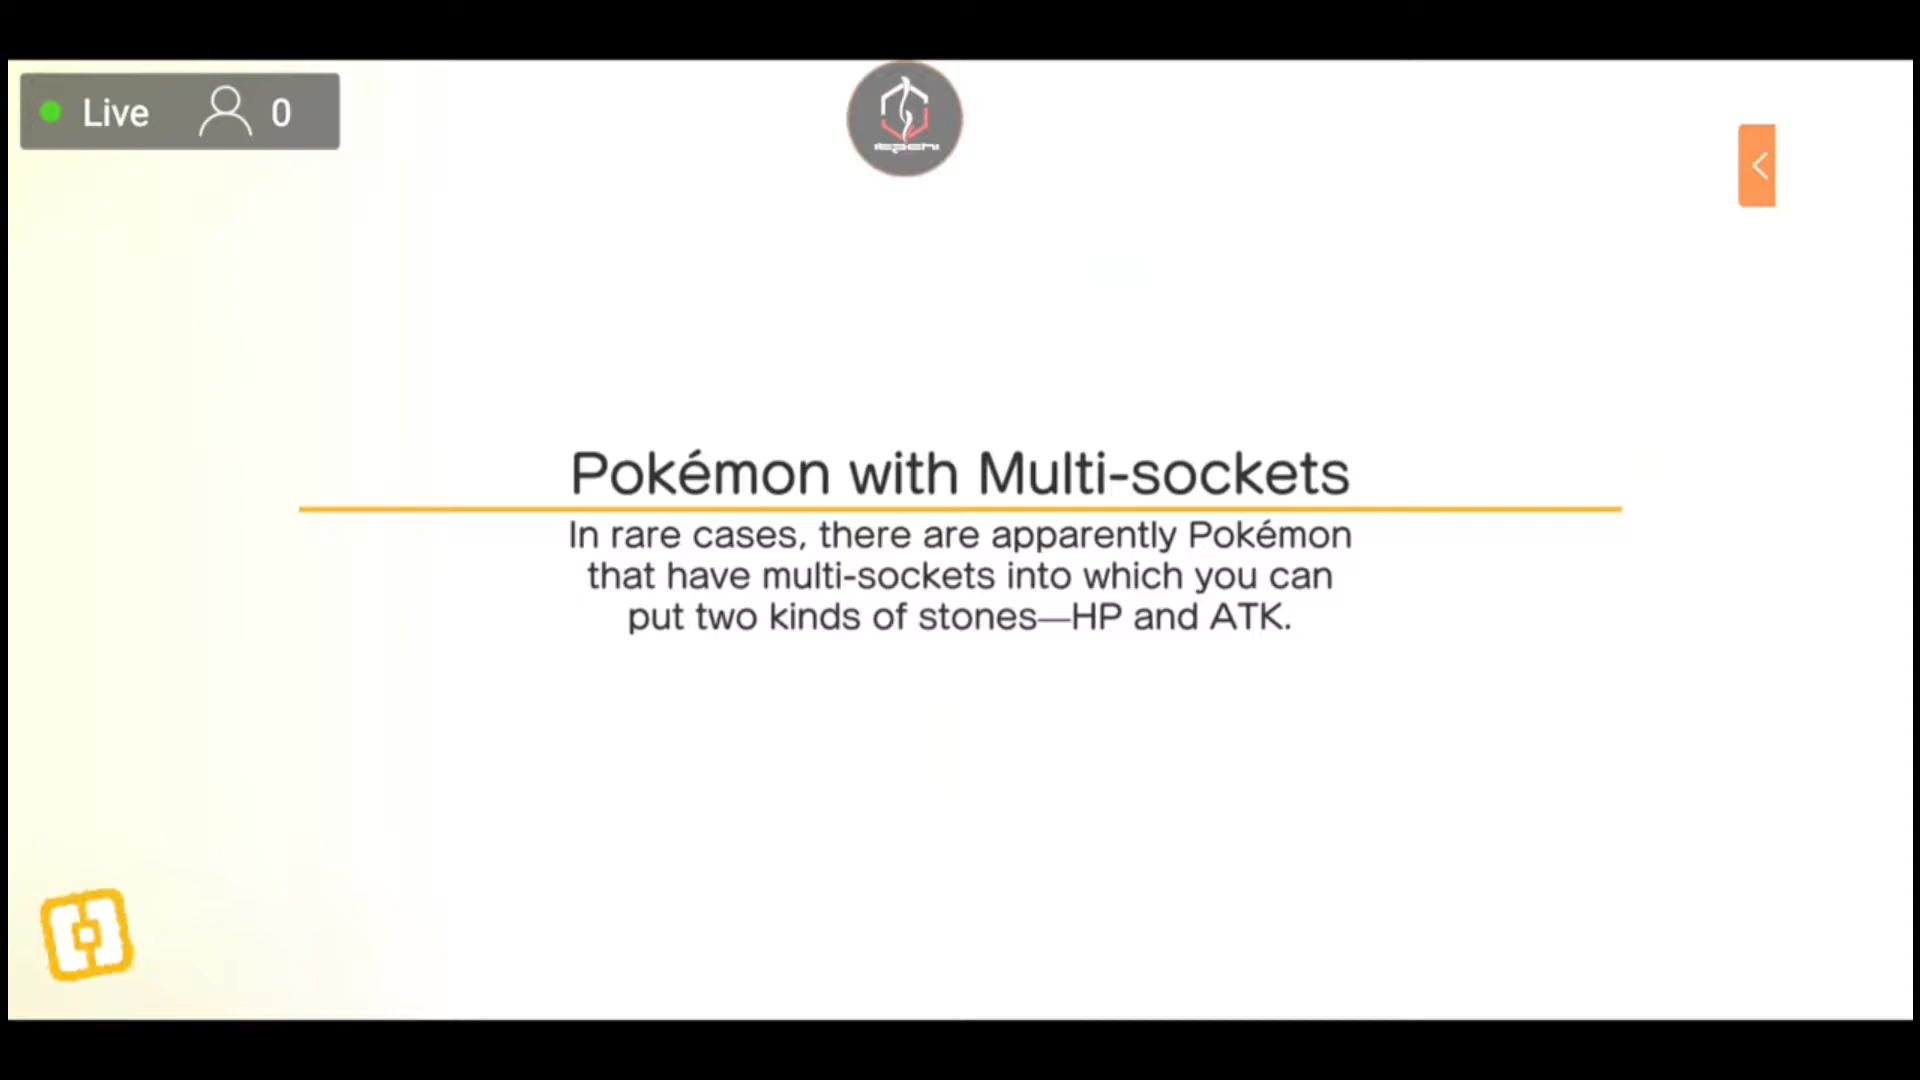 Live 0
Pokémon with Multi-sockets
In rare cases, there are apparently Pokémon
that have multi-sockets into which you can
put two kinds of stones—HP and ATK.